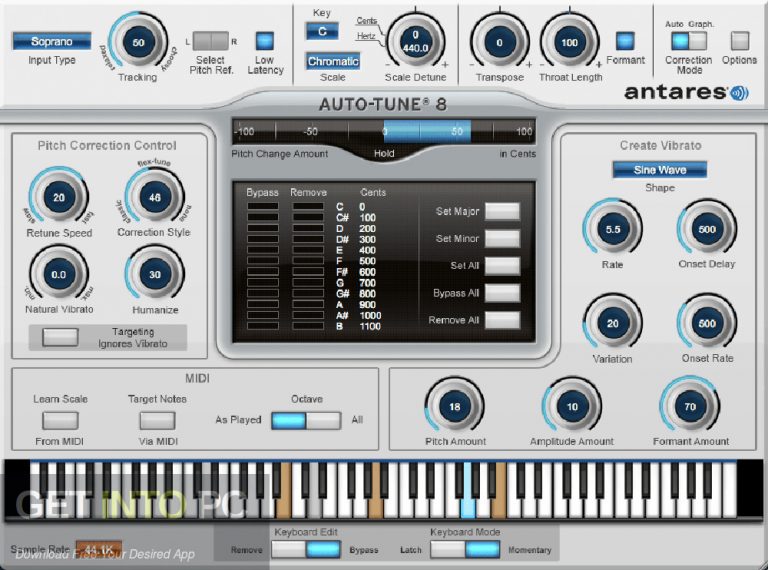 Soprano
Input Type
50
relaxed
choosy
Tracking
L R
Select
Pitch Ref.
Low
Latency
Key
C
Chromatic
Scale
Cents
Hertz
0
440.0
- +
Scale Detune
0
- +
Transpose
100
- +
Throat Length
Formant
Auto Graph.
Correction
Mode
Options
antares
AUTO-TUNE® 8
-100 -50 0 50 100
Pitch Change Amount Hold in Cents
Pitch Correction Control
20
slow
fast
Retune Speed
flex-tune
46
classic
none
Correction Style
0.0
min.
max
Natural Vibrato
30
Humanize
Targeting
Ignores Vibrato
Bypass Remove Cents
C 0
C# 100
D 200
D# 300
E 400
F 500
F# 600
G 700
G# 800
A 900
A# 1000
B 1100
Set Major
Set Minor
Set All
Bypass All
Remove All
Create Vibrato
Sine Wave
Shape
5.5
Rate
500
Onset Delay
20
Variation
500
Onset Rate
MIDI
Learn Scale
From MIDI
Target Notes
Via MIDI
Octave
As Played All
18
Pitch Amount
10
Amplitude Amount
70
Formant Amount
GET INTO PC
Download Free Your Desired App
Sample Rate 44.1K
Keyboard Edit
Remove Bypass
Keyboard Mode
Latch Momentary